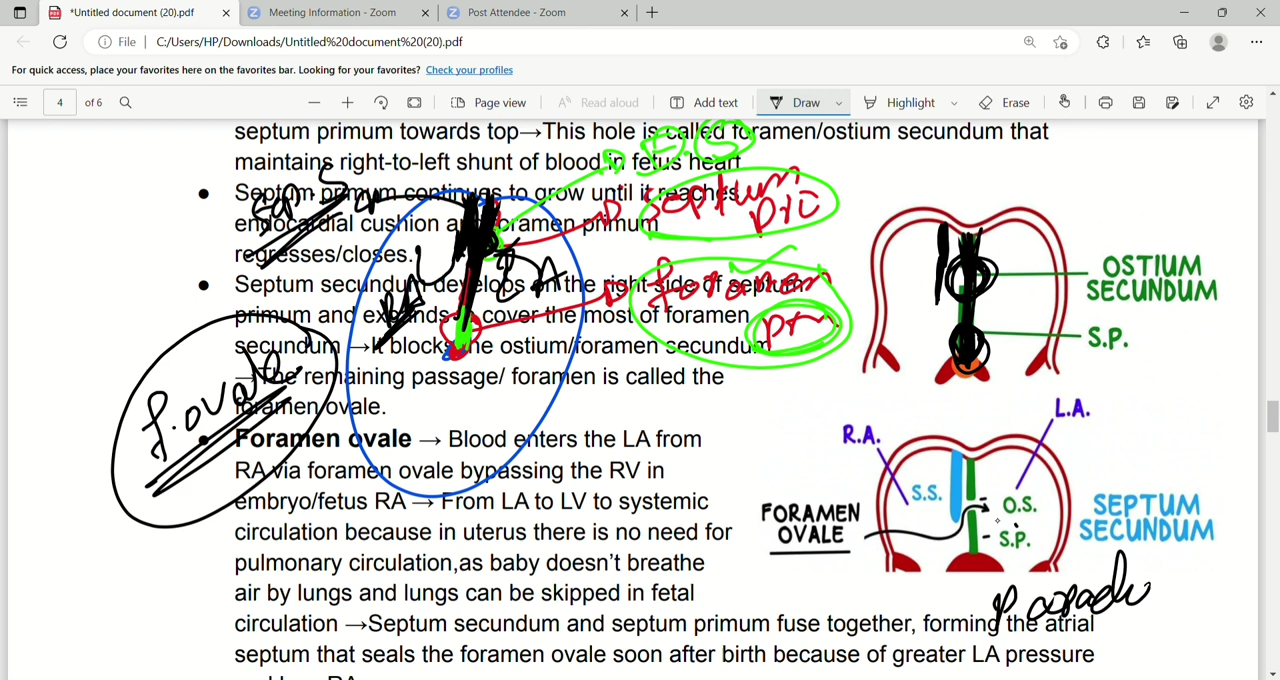 *Untitled document (20).pdf
Meeting Information - Zoom
Post Attendee - Zoom
File
C:/Users/HP/Downloads/Untitled%20document%20(20).pdf
For quick access, place your favorites here on the favorites bar. Looking for your favorites? Check your profiles
4 of 6
Page view
Read aloud
Add text
Draw
Highlight
Erase
septum primum towards top→This hole is called foramen/ostium secundum that
maintains right-to-left shunt of blood in fetus heart
● Septum primum continues to grow until it reaches
endocardial cushion and foramen primum
regresses/closes.
● Septum secundum develops on the right side of septum
primum and expands cover the most of foramen
secundum →It blocks the ostium/foramen secundum
→The remaining passage/ foramen is called the
foramen ovale.
● Foramen ovale → Blood enters the LA from
RA via foramen ovale bypassing the RV in
embryo/fetus RA → From LA to LV to systemic
circulation because in uterus there is no need for
pulmonary circulation,as baby doesn't breathe
air by lungs and lungs can be skipped in fetal
circulation →Septum secundum and septum primum fuse together, forming the atrial
septum that seals the foramen ovale soon after birth because of greater LA pressure
F.S
septum
pri
foramen
pri
f.ovale
OSTIUM
SECUNDUM
S.P.
L.A.
R.A.
S.S.
O.S.
S.P.
FORAMEN
OVALE
SEPTUM
SECUNDUM